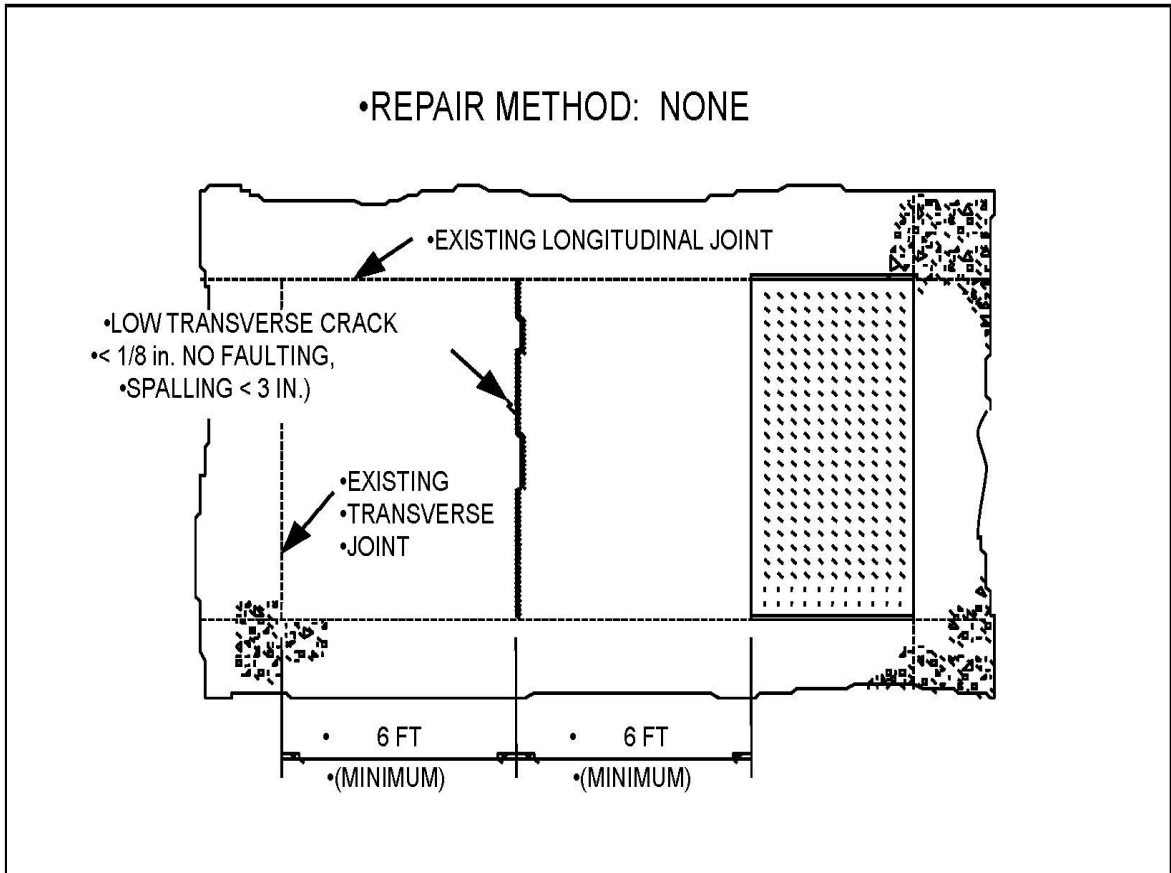 •REPAIR METHOD: NONE
•EXISTING LONGITUDINAL JOINT
•LOW TRANSVERSE CRACK
•< 1/8 in. NO FAULTING,
•SPALLING < 3 IN.)
•EXISTING
•TRANSVERSE
•JOINT
• 6 FT
•(MINIMUM)
• 6 FT
•(MINIMUM)